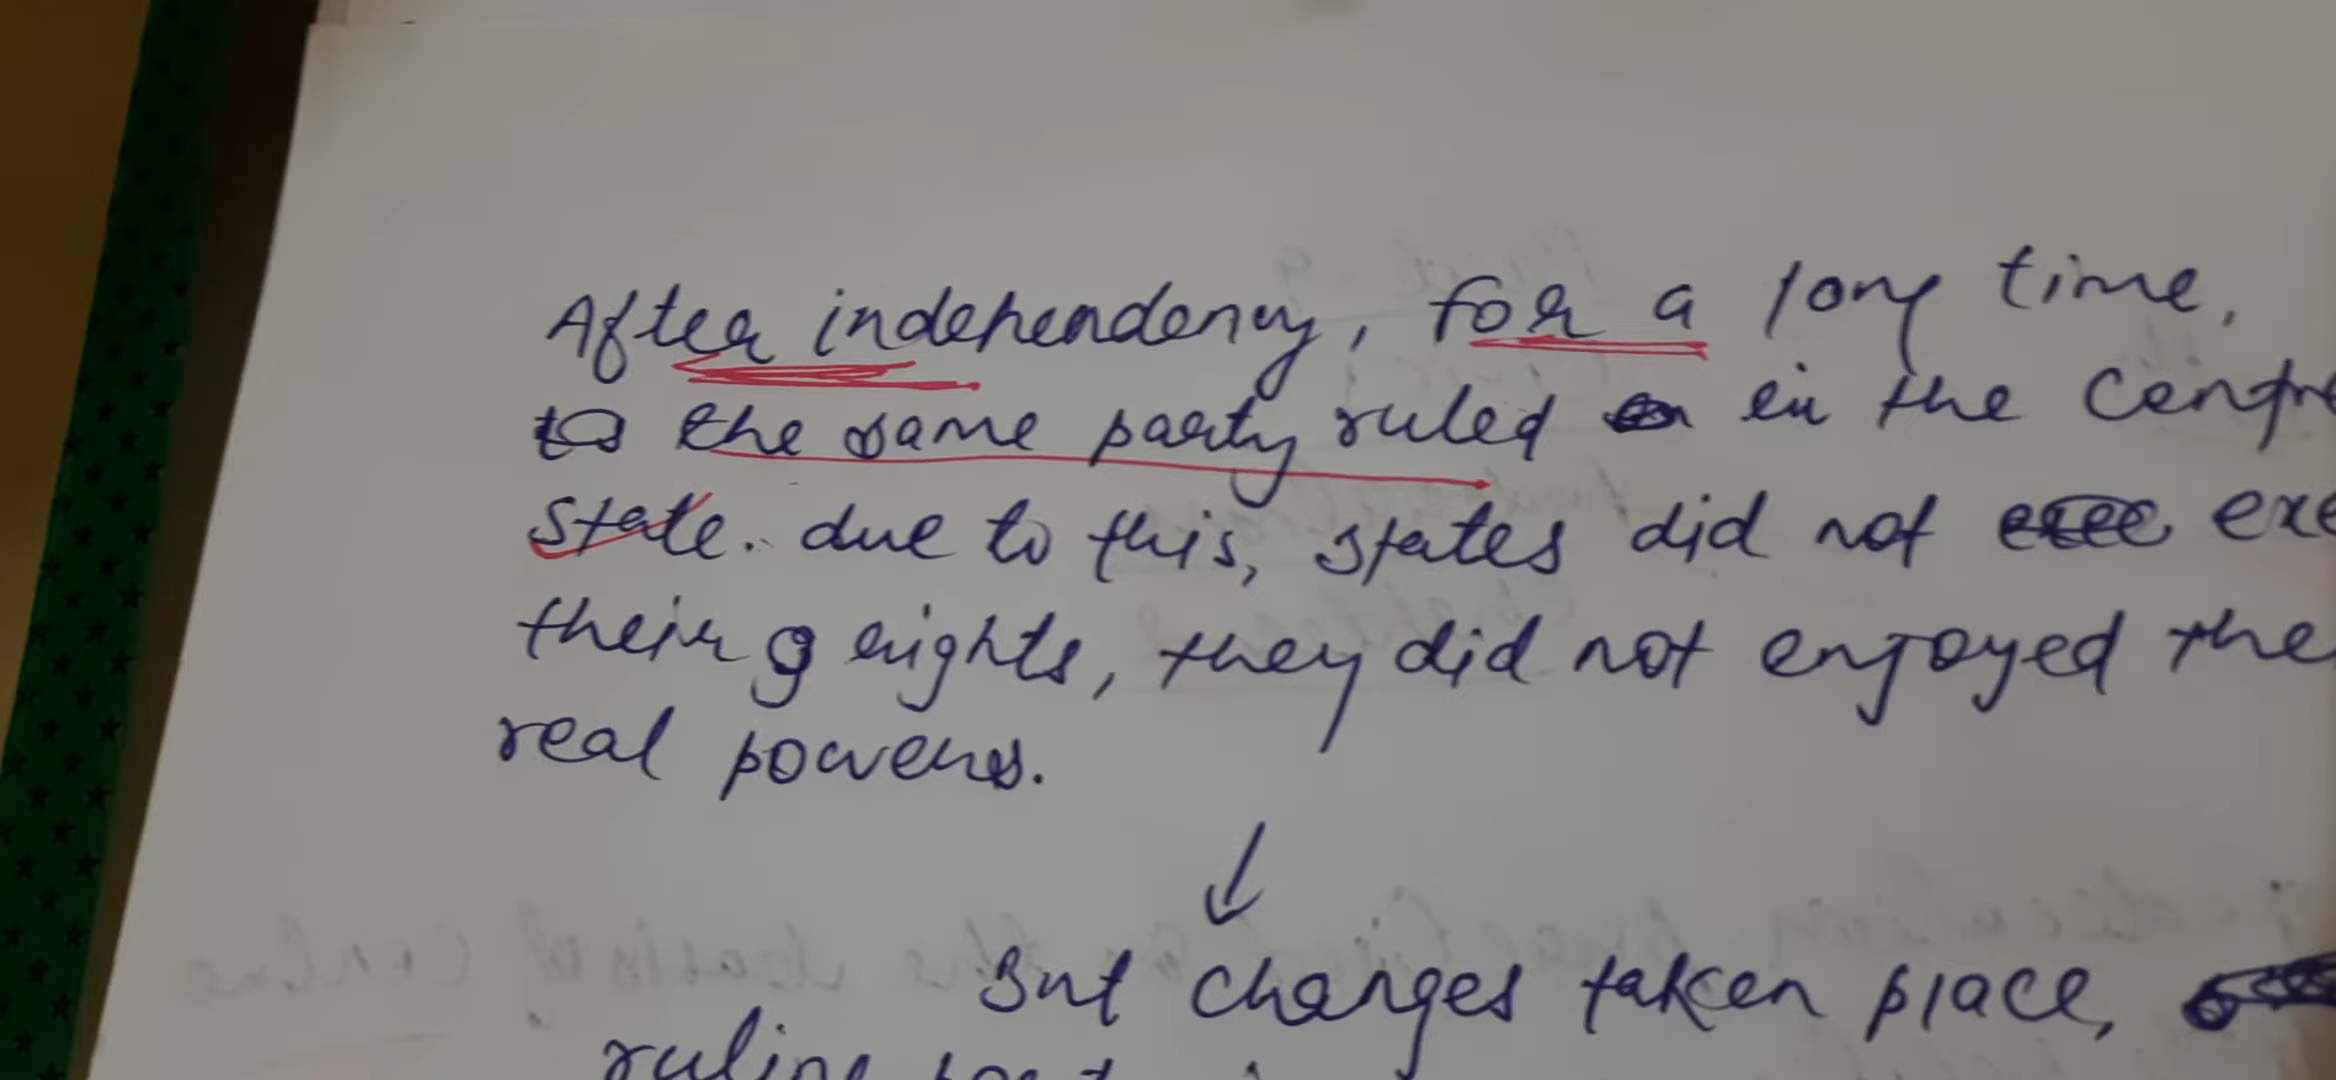 After independency, for a long time,
the same party ruled in the Centre
State. due to this, states did not exe
their rights, they did not enjoyed the
real powers.
↓
But changes taken place,
ruling